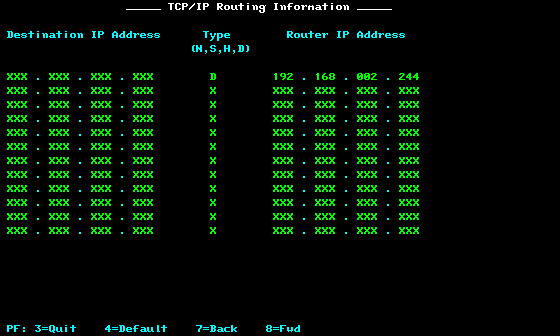 _____ TCP/IP Routing Information _____
Destination IP Address Type Router IP Address
(N,S,H,D)
XXX . XXX . XXX . XXX D 192 . 168 . 002 . 244
XXX . XXX . XXX . XXX X XXX . XXX . XXX . XXX
XXX . XXX . XXX . XXX X XXX . XXX . XXX . XXX
XXX . XXX . XXX . XXX X XXX . XXX . XXX . XXX
XXX . XXX . XXX . XXX X XXX . XXX . XXX . XXX
XXX . XXX . XXX . XXX X XXX . XXX . XXX . XXX
XXX . XXX . XXX . XXX X XXX . XXX . XXX . XXX
XXX . XXX . XXX . XXX X XXX . XXX . XXX . XXX
XXX . XXX . XXX . XXX X XXX . XXX . XXX . XXX
XXX . XXX . XXX . XXX X XXX . XXX . XXX . XXX
XXX . XXX . XXX . XXX X XXX . XXX . XXX . XXX
XXX . XXX . XXX . XXX X XXX . XXX . XXX . XXX
PF: 3=Quit 4=Default 7=Back 8=Fwd